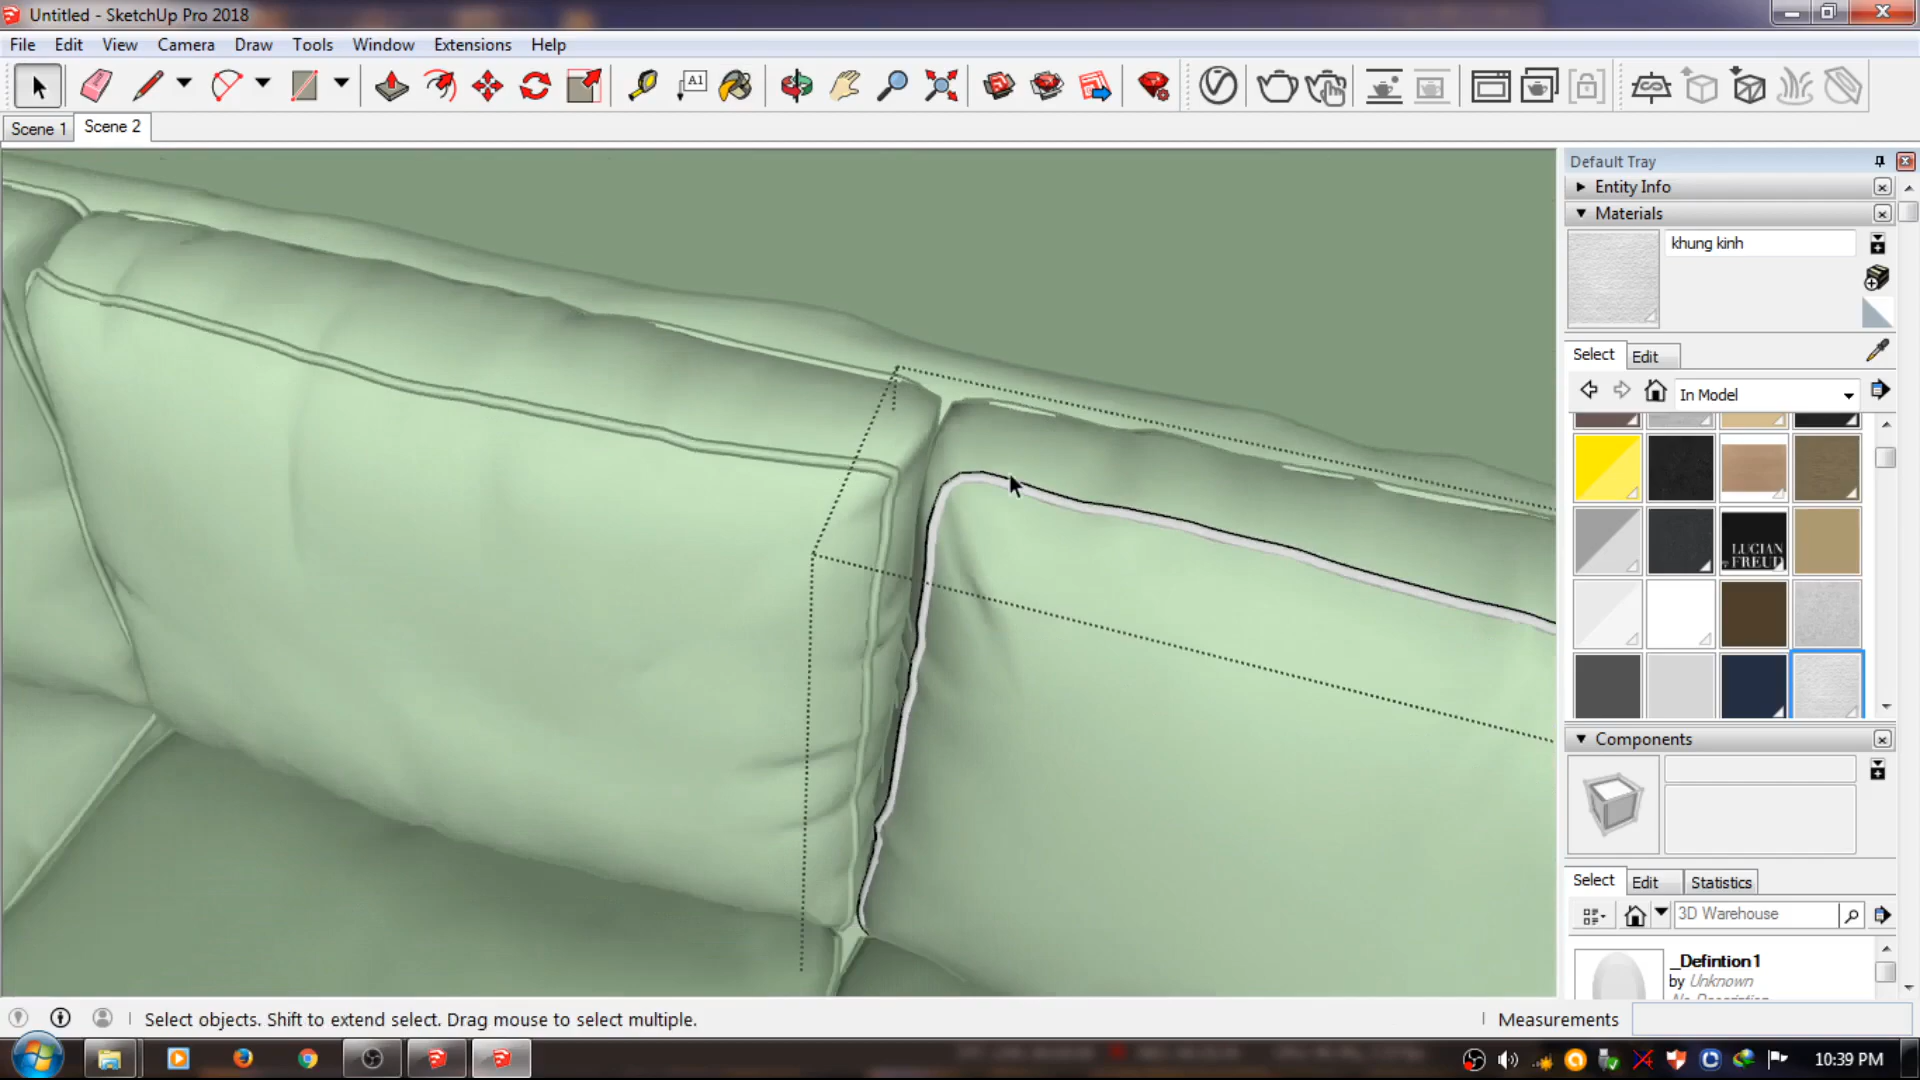 Untitled - SketchUp Pro 2018
File Edit View Camera Draw Tools Window Extensions Help
A1
Scene 1 Scene 2
Default Tray
Entity Info
Materials
khung kinh
Select Edit
In Model
LUCIAN
FREUD
Components
Select Edit Statistics
3D Warehouse
_Defintion1
by Unknown
Select objects. Shift to extend select. Drag mouse to select multiple.
Measurements
10:39 PM